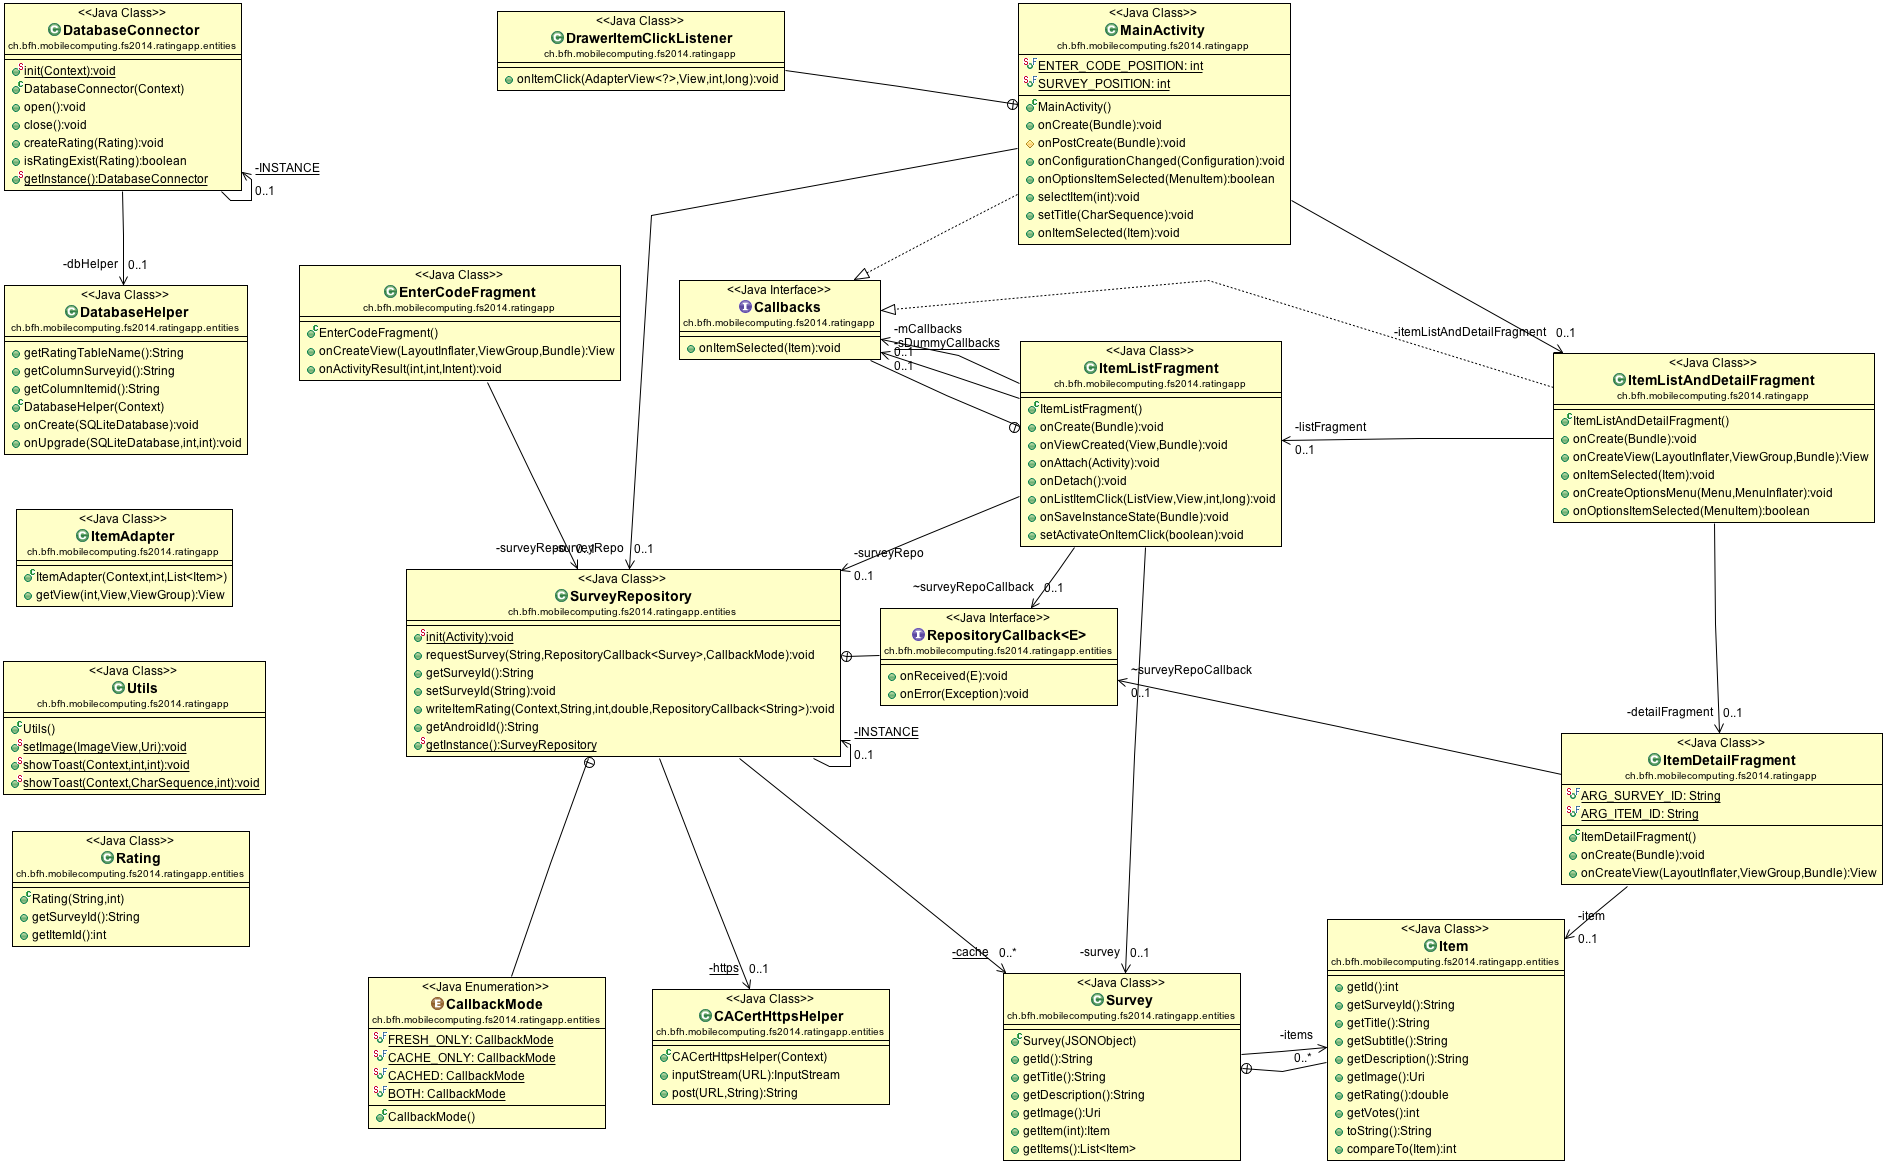 <<Java Class>>
DatabaseConnector
ch.bfh.mobilecomputing.fs2014.ratingapp.entities
init(Context):void
DatabaseConnector(Context)
open():void
close():void
createRating(Rating):void
isRatingExist(Rating):boolean
getInstance():DatabaseConnector
-INSTANCE
0..1
-dbHelper
0..1
<<Java Class>>
DrawerItemClickListener
ch.bfh.mobilecomputing.fs2014.ratingapp
onItemClick(AdapterView<?>,View,int,long):void
<<Java Class>>
MainActivity
ch.bfh.mobilecomputing.fs2014.ratingapp
ENTER_CODE_POSITION: int
SURVEY_POSITION: int
MainActivity()
onCreate(Bundle):void
onPostCreate(Bundle):void
onConfigurationChanged(Configuration):void
onOptionsItemSelected(MenuItem):boolean
selectItem(int):void
setTitle(CharSequence):void
onItemSelected(Item):void
<<Java Class>>
DatabaseHelper
ch.bfh.mobilecomputing.fs2014.ratingapp.entities
getRatingTableName():String
getColumnSurveyid():String
getColumnItemid():String
DatabaseHelper(Context)
onCreate(SQLiteDatabase):void
onUpgrade(SQLiteDatabase,int,int):void
<<Java Class>>
EnterCodeFragment
ch.bfh.mobilecomputing.fs2014.ratingapp
EnterCodeFragment()
onCreateView(LayoutInflater,ViewGroup,Bundle):View
onActivityResult(int,int,Intent):void
<<Java Interface>>
Callbacks
ch.bfh.mobilecomputing.fs2014.ratingapp
onItemSelected(Item):void
-mCallbacks
-sDummyCallbacks
0..1
0..1
<<Java Class>>
ItemListFragment
ch.bfh.mobilecomputing.fs2014.ratingapp
ItemListFragment()
onCreate(Bundle):void
onViewCreated(View,Bundle):void
onAttach(Activity):void
onDetach():void
onListItemClick(ListView,View,int,long):void
onSaveInstanceState(Bundle):void
setActivateOnItemClick(boolean):void
-itemListAndDetailFragment
0..1
<<Java Class>>
ItemListAndDetailFragment
ch.bfh.mobilecomputing.fs2014.ratingapp
ItemListAndDetailFragment()
onCreate(Bundle):void
onCreateView(LayoutInflater,ViewGroup,Bundle):View
onItemSelected(Item):void
onCreateOptionsMenu(Menu,MenuInflater):void
onOptionsItemSelected(MenuItem):boolean
-listFragment
0..1
<<Java Class>>
ItemAdapter
ch.bfh.mobilecomputing.fs2014.ratingapp
ItemAdapter(Context,int,List<Item>)
getView(int,View,ViewGroup):View
-surveyRepo
0..1
-surveyRepo
0..1
-surveyRepo
0..1
~surveyRepoCallback
0..1
<<Java Class>>
SurveyRepository
ch.bfh.mobilecomputing.fs2014.ratingapp.entities
init(Activity):void
requestSurvey(String,RepositoryCallback<Survey>,CallbackMode):void
getSurveyId():String
setSurveyId(String):void
writeItemRating(Context,String,int,double,RepositoryCallback<String>):void
getAndroidId():String
getInstance():SurveyRepository
-INSTANCE
0..1
<<Java Interface>>
RepositoryCallback<E>
ch.bfh.mobilecomputing.fs2014.ratingapp.entities
onReceived(E):void
onError(Exception):void
~surveyRepoCallback
0..1
<<Java Class>>
Utils
ch.bfh.mobilecomputing.fs2014.ratingapp
Utils()
setImage(ImageView,Uri):void
showToast(Context,int,int):void
showToast(Context,CharSequence,int):void
-detailFragment
0..1
<<Java Class>>
ItemDetailFragment
ch.bfh.mobilecomputing.fs2014.ratingapp
ARG_SURVEY_ID: String
ARG_ITEM_ID: String
ItemDetailFragment()
onCreate(Bundle):void
onCreateView(LayoutInflater,ViewGroup,Bundle):View
<<Java Class>>
Rating
ch.bfh.mobilecomputing.fs2014.ratingapp.entities
Rating(String,int)
getSurveyId():String
getItemId():int
-item
0..1
-https
0..1
-cache
0..*
-survey
0..1
<<Java Enumeration>>
CallbackMode
ch.bfh.mobilecomputing.fs2014.ratingapp.entities
FRESH_ONLY: CallbackMode
CACHE_ONLY: CallbackMode
CACHED: CallbackMode
BOTH: CallbackMode
CallbackMode()
<<Java Class>>
CACertHttpsHelper
ch.bfh.mobilecomputing.fs2014.ratingapp.entities
CACertHttpsHelper(Context)
inputStream(URL):InputStream
post(URL,String):String
<<Java Class>>
Survey
ch.bfh.mobilecomputing.fs2014.ratingapp.entities
Survey(JSONObject)
getId():String
getTitle():String
getDescription():String
getImage():Uri
getItem(int):Item
getItems():List<Item>
-items
0..*
<<Java Class>>
Item
ch.bfh.mobilecomputing.fs2014.ratingapp.entities
getId():int
getSurveyId():String
getTitle():String
getSubtitle():String
getDescription():String
getImage():Uri
getRating():double
getVotes():int
toString():String
compareTo(Item):int